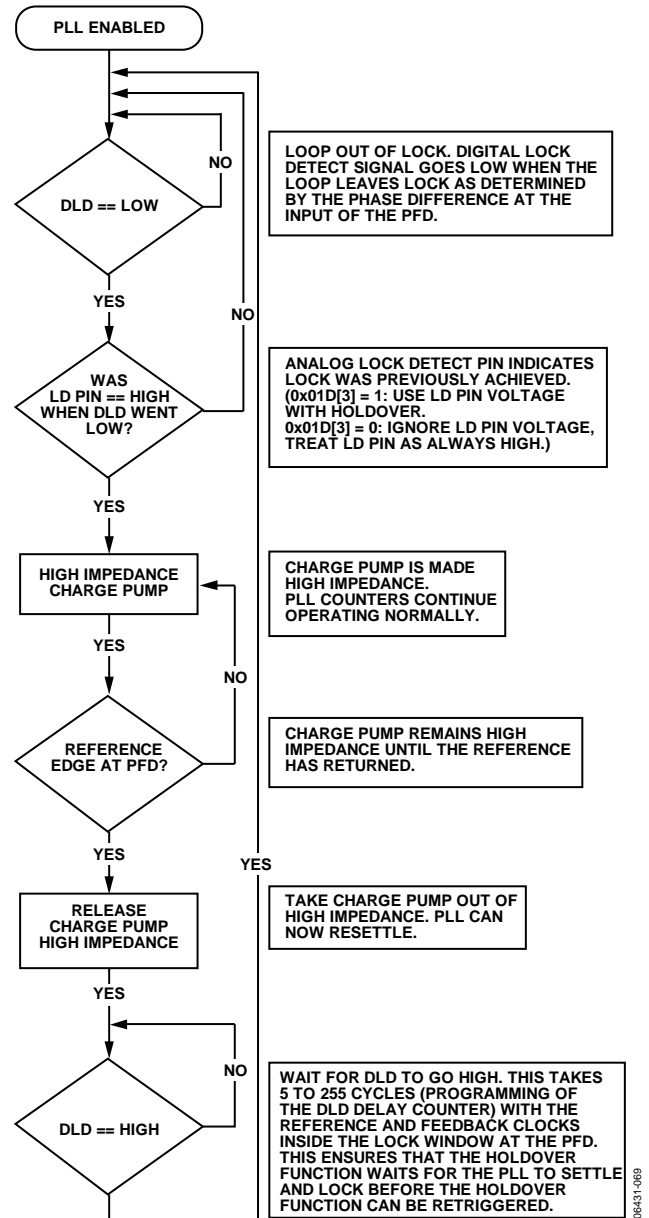 PLL ENABLED
NO
LOOP OUT OF LOCK. DIGITAL LOCK
DETECT SIGNAL GOES LOW WHEN THE
LOOP LEAVES LOCK AS DETERMINED
BY THE PHASE DIFFERENCE AT THE
INPUT OF THE PFD.
DLD == LOW
YES
NO
WAS
LD PIN == HIGH
WHEN DLD WENT
LOW?
ANALOG LOCK DETECT PIN INDICATES
LOCK WAS PREVIOUSLY ACHIEVED.
(0x01D[3] = 1: USE LD PIN VOLTAGE
WITH HOLDOVER.
0x01D[3] = 0: IGNORE LD PIN VOLTAGE,
TREAT LD PIN AS ALWAYS HIGH.)
YES
HIGH IMPEDANCE
CHARGE PUMP
CHARGE PUMP IS MADE
HIGH IMPEDANCE.
PLL COUNTERS CONTINUE
OPERATING NORMALLY.
YES
NO
REFERENCE
EDGE AT PFD?
CHARGE PUMP REMAINS HIGH
IMPEDANCE UNTIL THE REFERENCE
HAS RETURNED.
YES
YES
RELEASE
CHARGE PUMP
HIGH IMPEDANCE
TAKE CHARGE PUMP OUT OF
HIGH IMPEDANCE. PLL CAN
NOW RESETTLE.
YES
NO
DLD == HIGH
WAIT FOR DLD TO GO HIGH. THIS TAKES
5 TO 255 CYCLES (PROGRAMMING OF
THE DLD DELAY COUNTER) WITH THE
REFERENCE AND FEEDBACK CLOCKS
INSIDE THE LOCK WINDOW AT THE PFD.
THIS ENSURES THAT THE HOLDOVER
FUNCTION WAITS FOR THE PLL TO SETTLE
AND LOCK BEFORE THE HOLDOVER
FUNCTION CAN BE RETRIGGERED.
06431-069